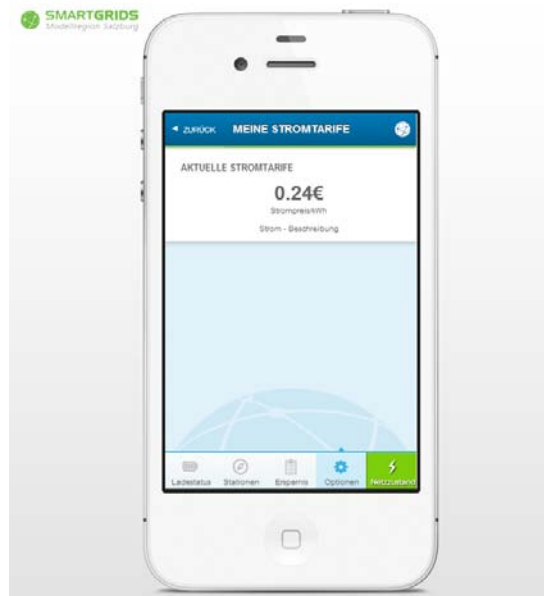 SMARTGRIDS
Modellregion Salzburg
ZURÜCK MEINE STROMTARIFE
AKTUELLE STROMTARIFE
0.24€
Strompreis/kWh
Strom - Beschreibung
Ladestatus Stationen Ersparnis Optionen Netzzustand